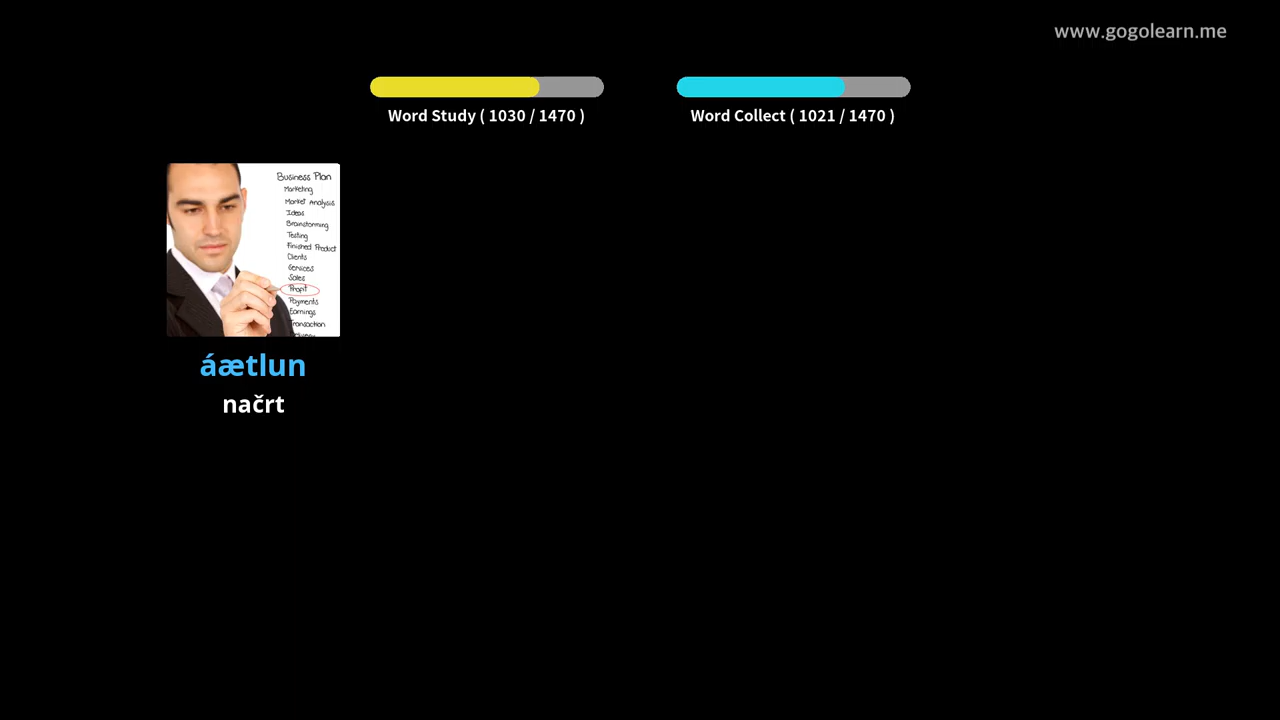 www.gogolearn.me
Word Study ( 1030 / 1470 )
Word Collect ( 1021 / 1470 )
Business Plan
Marketing
Market Analysis
Ideas
Brainstorming
Testing
Finished Product
Clients
Services
Sales
Profit
Payments
Earnings
Transaction
áætlun
načrt